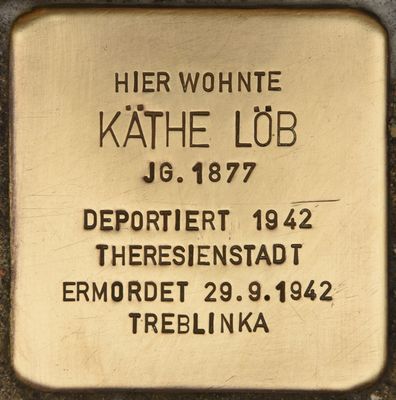 HIER WOHNTE
KÄTHE LÖB
JG. 1877
DEPORTIERT 1942
THERESIENSTADT
ERMORDET 29.9.1942
TREBLINKA